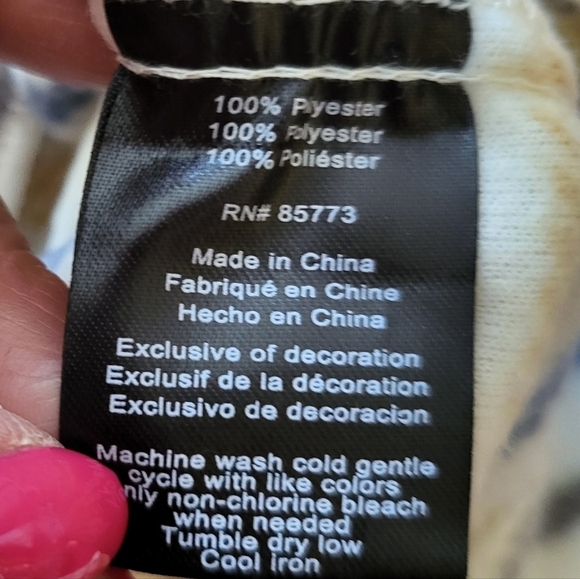 100% Plyester
100% Polyester
100% Poliéster
RN# 85773
Made in China
Fabriqué en Chine
Hecho en China
Exclusive of decoration
Exclusif de la décoration
Exclusivo de decoracion
Machine wash cold gentle
cycle with like colors
nly non-chlorine bleach
when needed
Tumble dry low
Cool iron